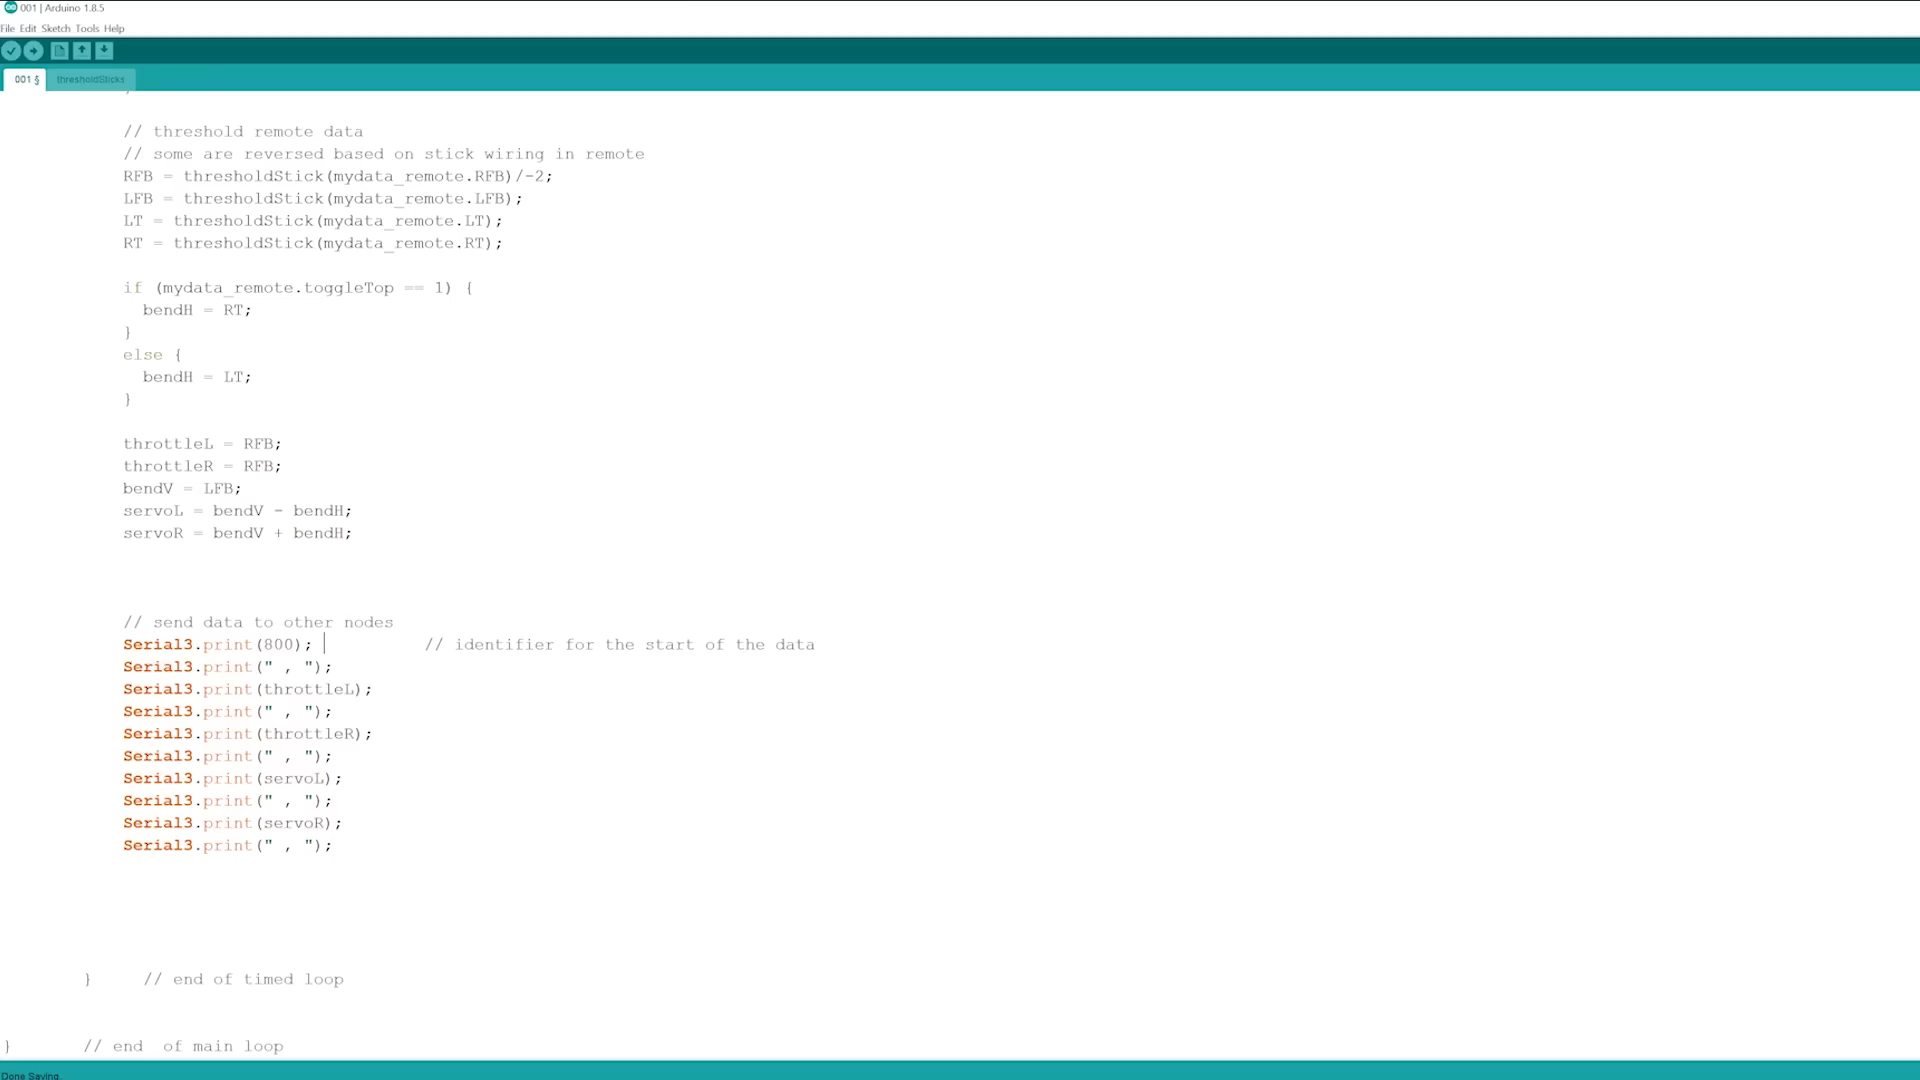 001 | Arduino 1.8.5
File Edit Sketch Tools Help
001 § thresholdSticks
// threshold remote data
// some are reversed based on stick wiring in remote
RFB = thresholdStick(mydata_remote.RFB)/-2;
LFB = thresholdStick(mydata_remote.LFB);
LT = thresholdStick(mydata_remote.LT);
RT = thresholdStick(mydata_remote.RT);
if (mydata_remote.toggleTop == 1) {
bendH = RT;
}
else {
bendH = LT;
}
throttleL = RFB;
throttleR = RFB;
bendV = LFB;
servoL = bendV - bendH;
servoR = bendV + bendH;
// send data to other nodes
Serial3.print(800); // identifier for the start of the data
Serial3.print(" , ");
Serial3.print(throttleL);
Serial3.print(" , ");
Serial3.print(throttleR);
Serial3.print(" , ");
Serial3.print(servoL);
Serial3.print(" , ");
Serial3.print(servoR);
Serial3.print(" , ");
} // end of timed loop
} // end of main loop
Done Saving.